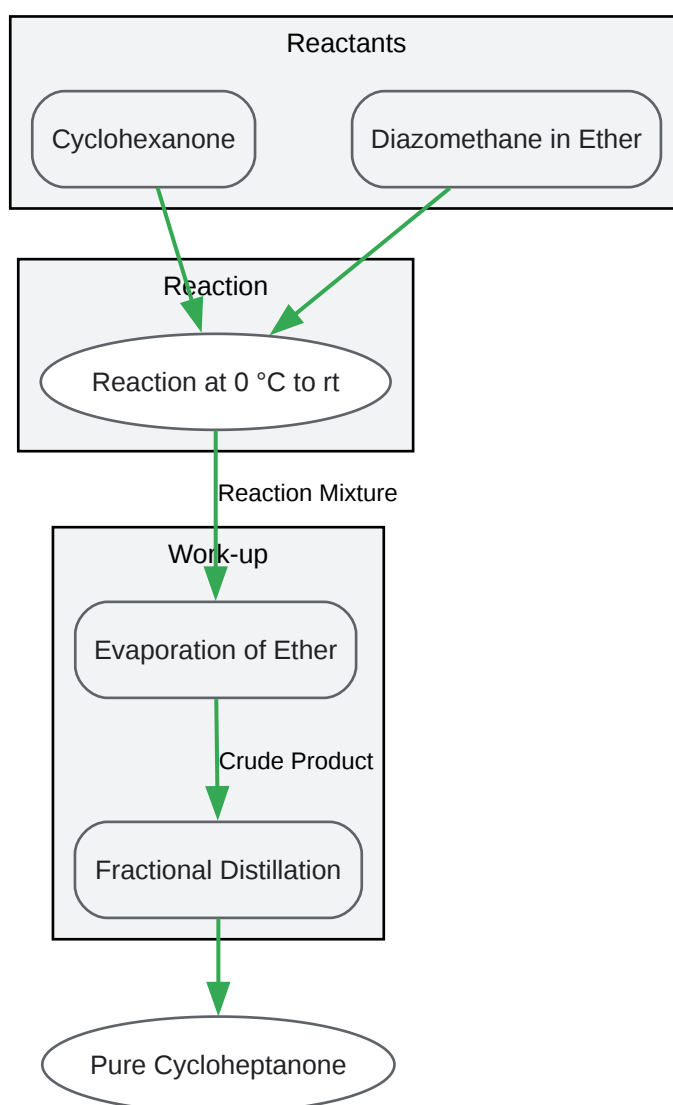 Reactants
Cyclohexanone
Diazomethane in Ether
Reaction
Reaction at 0 °C to rt
Reaction Mixture
Work-up
Evaporation of Ether
Crude Product
Fractional Distillation
Pure Cycloheptanone